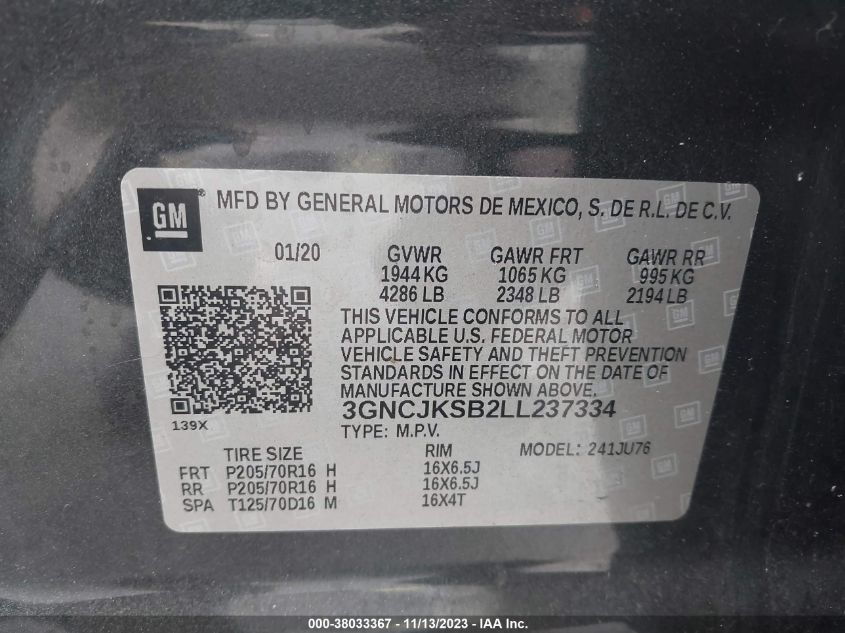 GM ® MFD BY GENERAL MOTORS DE MEXICO, S. DE R.L. DE C.V.
01/20 GVWR GAWR FRT GAWR RR
1944 KG 1065 KG 995 KG
4286 LB 2348 LB 2194 LB
THIS VEHICLE CONFORMS TO ALL
APPLICABLE U.S. FEDERAL MOTOR
VEHICLE SAFETY AND THEFT PREVENTION
STANDARDS IN EFFECT ON THE DATE OF
MANUFACTURE SHOWN ABOVE.
3GNCJKSB2LL237334
139X
TYPE: M.P.V.
TIRE SIZE RIM MODEL: 241JU76
FRT P205/70R16 H 16X6.5J
RR P205/70R16 H 16X6.5J
SPA T125/70D16 M 16X4T
000-38033367 - 11/13/2023 - IAA Inc.